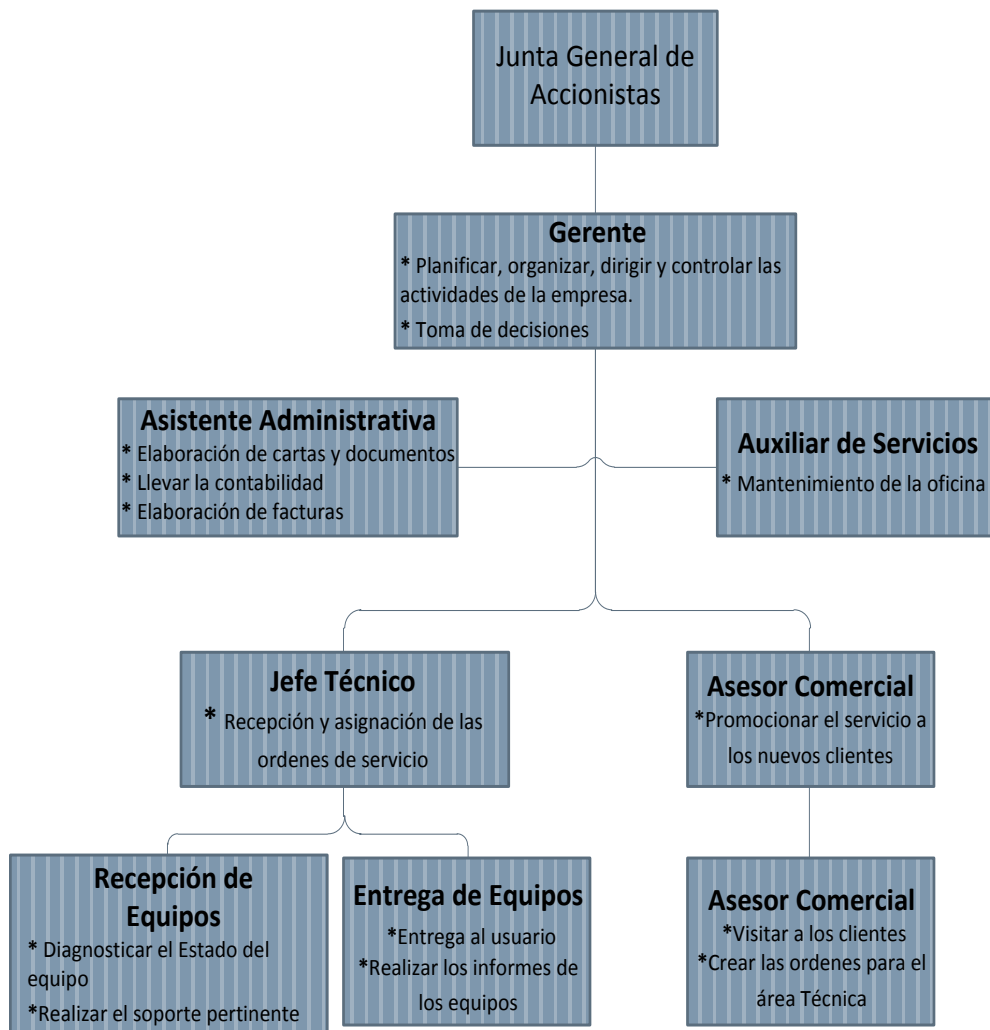 Junta General de
Accionistas
Gerente
* Planificar, organizar, dirigir y controlar las
actividades de la empresa.
* Toma de decisiones
Asistente Administrativa
* Elaboración de cartas y documentos
* Llevar la contabilidad
* Elaboración de facturas
Auxiliar de Servicios
* Mantenimiento de la oficina
Jefe Técnico
* Recepción y asignación de las
ordenes de servicio
Asesor Comercial
*Promocionar el servicio a
los nuevos clientes
Recepción de
Equipos
* Diagnosticar el Estado del
equipo
*Realizar el soporte pertinente
Entrega de Equipos
*Entrega al usuario
*Realizar los informes de
los equipos
Asesor Comercial
*Visitar a los clientes
*Crear las ordenes para el
área Técnica